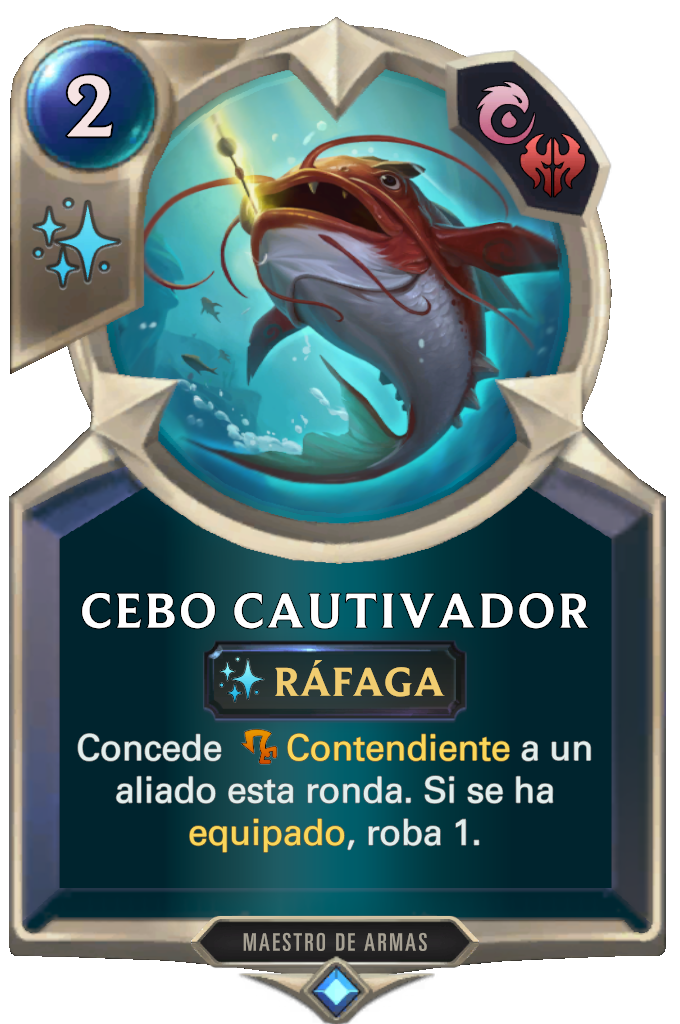 2
CEBO CAUTIVADOR
RÁFAGA
Concede Contendiente a un
aliado esta ronda. Si se ha
equipado, roba 1.
MAESTRO DE ARMAS